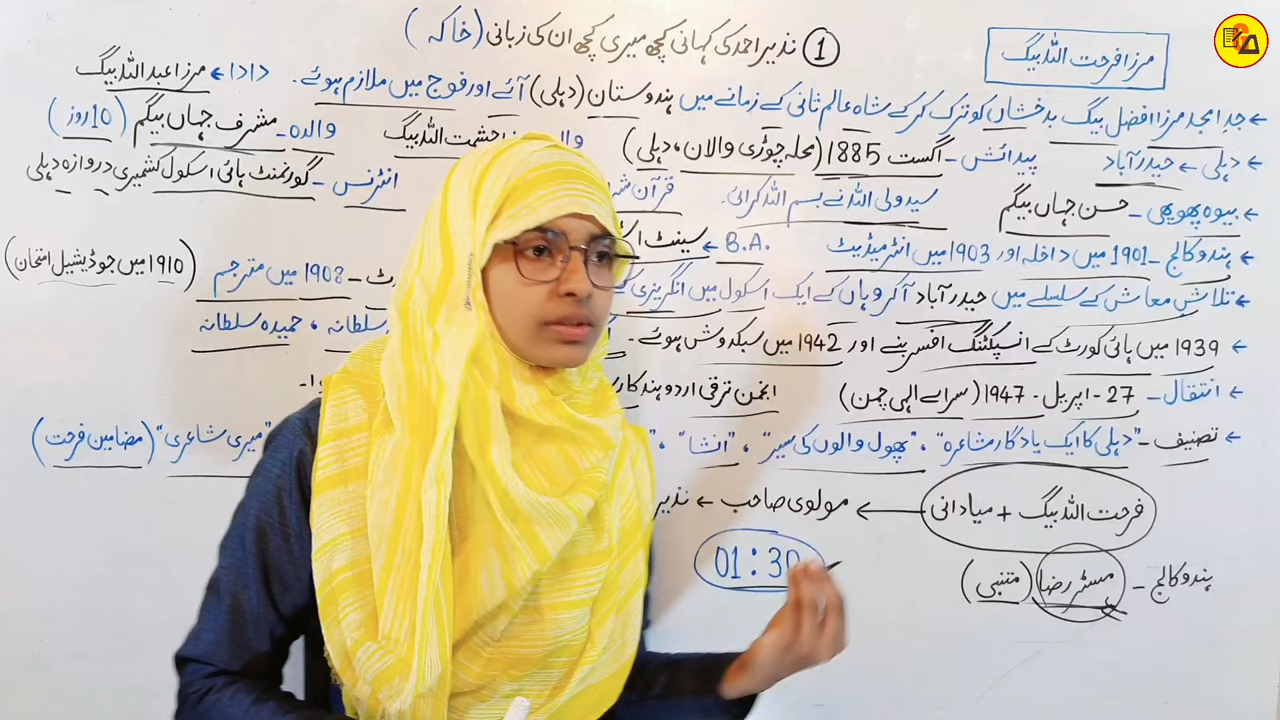 مرزا فرحت اللہ بیگ
① نذیر احمد کی کہانی کچھ میری کچھ ان کی زبانی (خاکہ)
← جدِ امجد مرزا افضل بیگ بدخشاں کو ترک کر کے شاہ عالم ثانی کے زمانے میں ہندوستان (دہلی) آئے اور فوج میں ملازم ہوئے۔ دادا ← مرزا عبد اللہ بیگ
← دہلی ← حیدرآباد پیدائش - اگست 1885 (محلہ چوڑی والان، دہلی) حشمت اللہ بیگ والدہ - مشرف جہاں بیگم (10 روز)
← بیوہ پھوپھی - حسن جہاں بیگم سید ولی اللہ نے بسم اللہ کرائی۔ قرآن انٹرنس - گورنمنٹ ہائی اسکول کشمیری دروازہ دہلی
← ہندو کالج - 1901 میں داخلہ اور 1903 میں انٹرمیڈیٹ B.A. ← سینٹ 1908 میں مترجم (1910 میں جوڈیشیل امتحان)
← تلاشِ معاش کے سلسلے میں حیدرآباد آکر وہاں کے ایک اسکول میں انگریزی کے سلطانہ، حمیدہ سلطانہ
← 1939 میں ہائی کورٹ کے انسپکٹنگ افسر بنے اور 1942 میں سبکدوش ہوئے۔
← انتقال - 27 - اپریل - 1947 (سرائے الہی چمن) انجمن ترقی اردو ہند
← تصنیف - "دہلی کا ایک یادگار مشاعرہ"، "پھول والوں کی سیر"، "انشا"، "میری شاعری" (مضامین فرحت)
فرحت اللہ بیگ + میاں دانی ← مولوی صاحب ← نذیر
ہندو کالج - مسٹر رضا (متنبی)
01:30